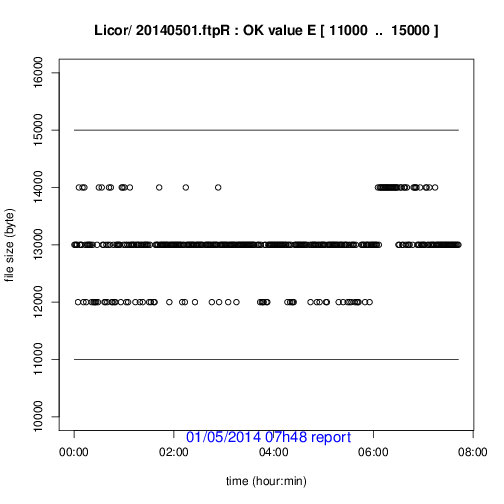 Licor/ 20140501.ftpR : OK value E [ 11000 .. 15000 ]
file size (byte)
16000
15000
14000
13000
12000
11000
10000
00:00 02:00 04:00 06:00 08:00
01/05/2014 07h48 report
time (hour:min)